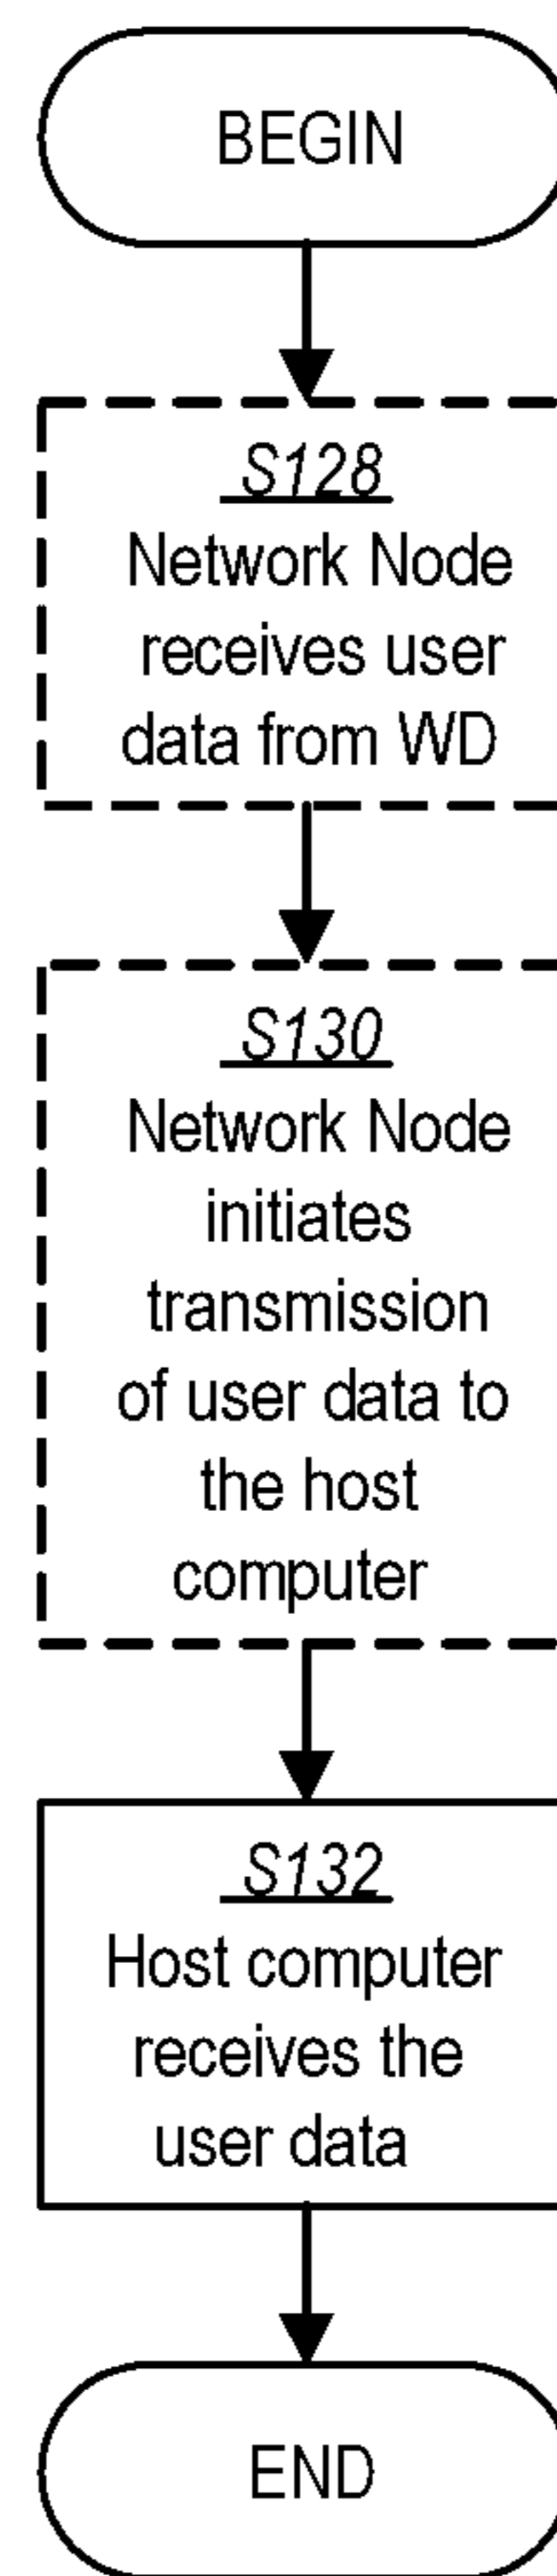 BEGIN
S128
Network Node
receives user
data from WD
S130
Network Node
initiates
transmission
of user data to
the host
computer
S132
Host computer
receives the
user data
END